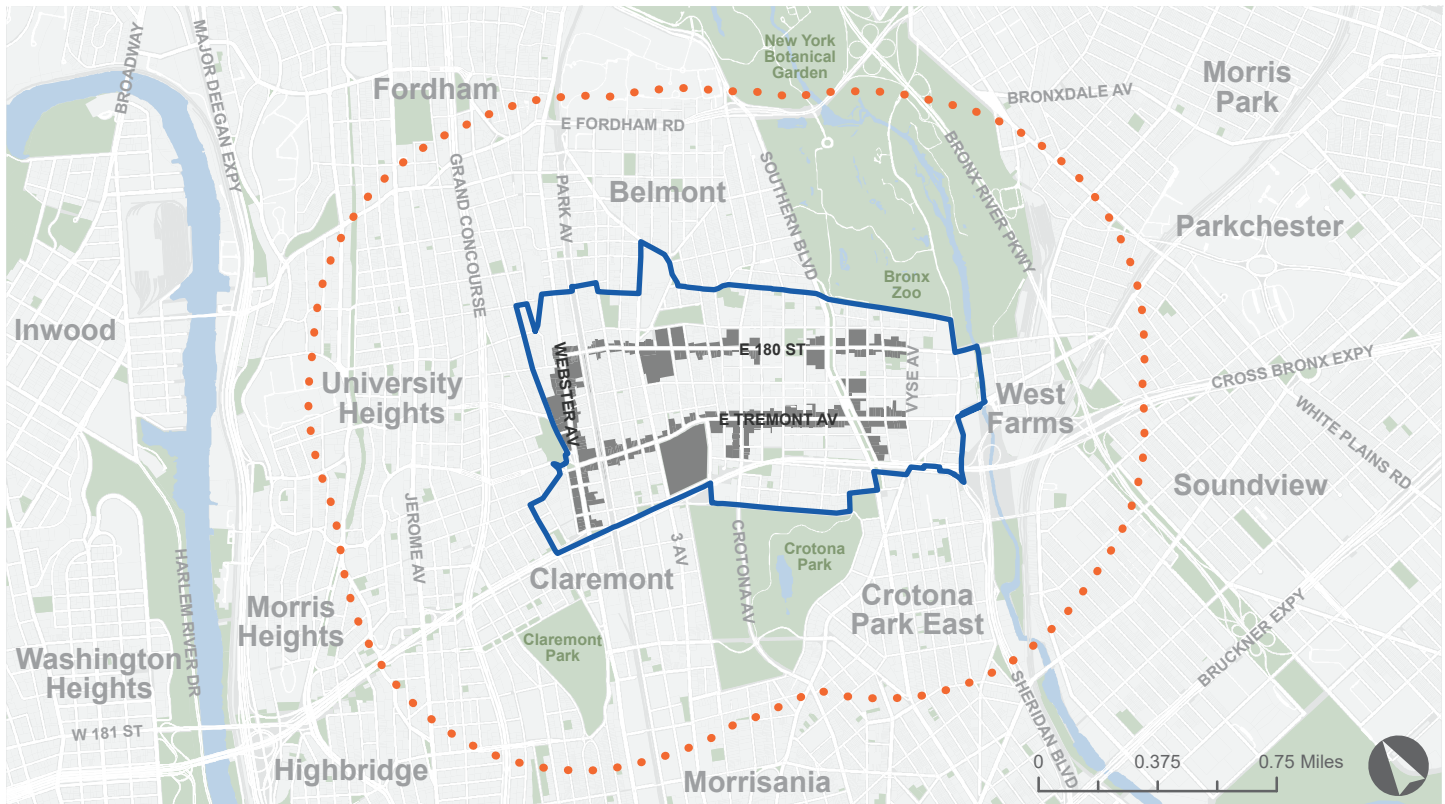 New York
Botanical
Garden
Morris
Park
BROADWAY
MAJOR DEEGAN EXPY
Fordham
BRONXDALE AV
E FORDHAM RD
GRAND CONCOURSE
PARK AV
Belmont
SOUTHERN BLVD
BRONX RIVER PKWY
Parkchester
Bronx
Zoo
Inwood
WEBSTER AV
E 180 ST
VYSE AV
CROSS BRONX EXPY
University
Heights
West
Farms
E TREMONT AV
WHITE PLAINS RD
Soundview
JEROME AV
3 AV
CROTONA AV
Crotona
Park
HARLEM RIVER DR
Claremont
Crotona
Park East
Morris
Heights
Claremont
Park
BRUCKNER EXPY
Washington
Heights
W 181 ST
SHERIDAN BLVD
Highbridge
Morrisania
0 0.375 0.75 Miles